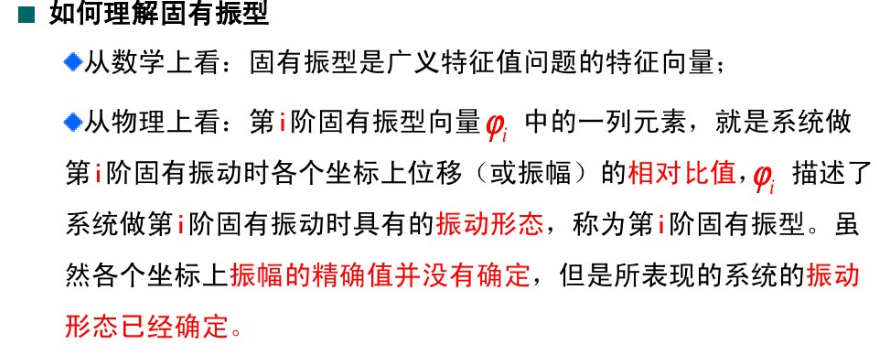 ■ 如何理解固有振型
◆从数学上看：固有振型是广义特征值问题的特征向量；
◆从物理上看：第i阶固有振型向量φi 中的一列元素，就是系统做
第i阶固有振动时各个坐标上位移（或振幅）的相对比值，φi 描述了
系统做第i阶固有振动时具有的振动形态，称为第i阶固有振型。虽
然各个坐标上振幅的精确值并没有确定，但是所表现的系统的振动
形态已经确定。